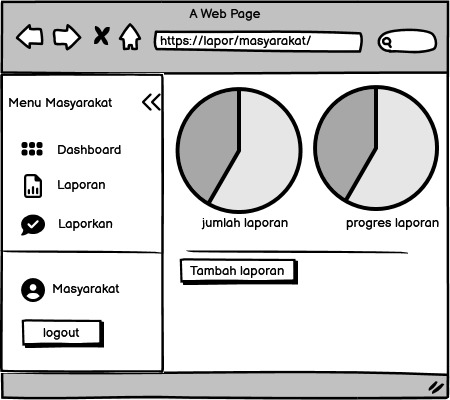 A Web Page
https://lapor/masyarakat/
Menu Masyarakat
Dashboard
Laporan
Laporkan
Masyarakat
logout
jumlah laporan
progres laporan
Tambah laporan